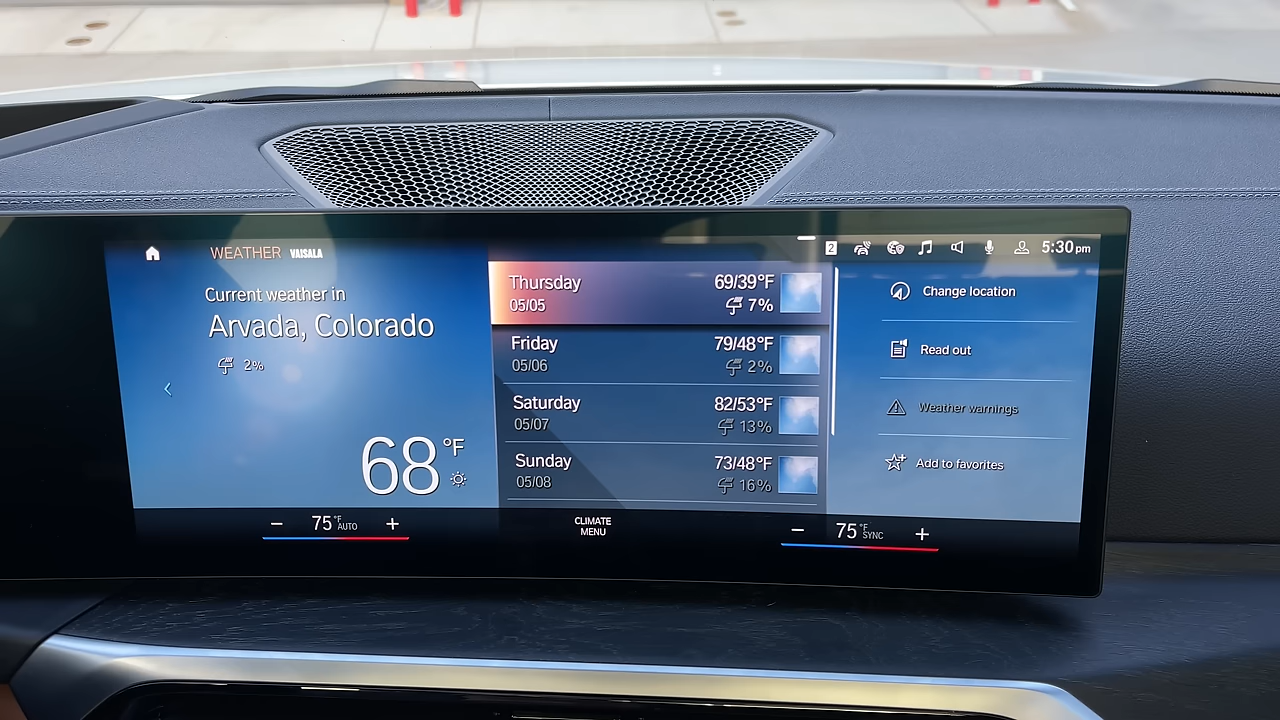 2
5:30 pm
WEATHER VAISALA
Current weather in
Arvada, Colorado
2%
68 °F
Thursday 69/39°F
05/05 7%
Friday 79/48°F
05/06 2%
Saturday 82/53°F
05/07 13%
Sunday 73/48°F
05/08 16%
Change location
Read out
Weather warnings
Add to favorites
− 75 °F AUTO +
CLIMATE
MENU
− 75 °F SYNC +